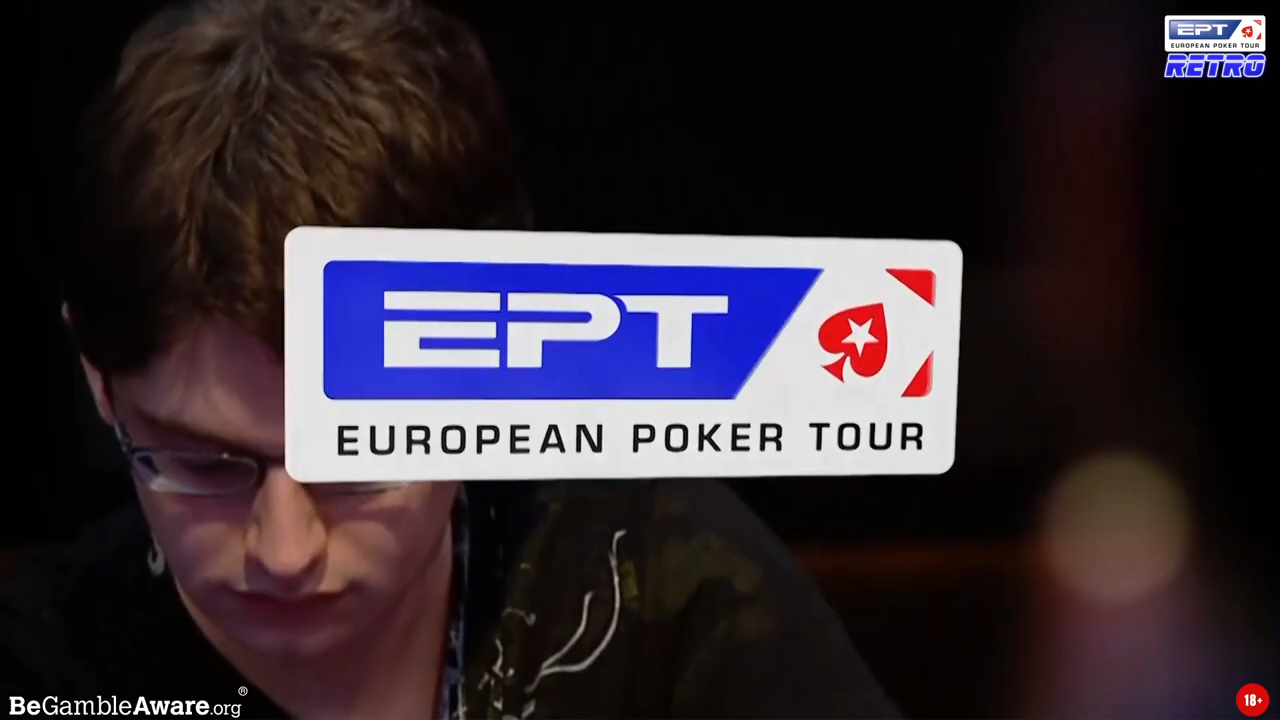 EPT
EUROPEAN POKER TOUR
RETRO
EPT
EUROPEAN POKER TOUR
BeGambleAware.org®
18+